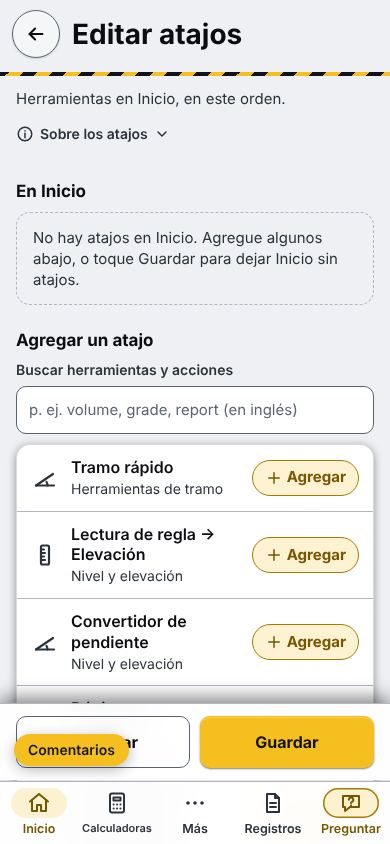 Editar atajos
Herramientas en Inicio, en este orden.
Sobre los atajos
En Inicio
No hay atajos en Inicio. Agregue algunos
abajo, o toque Guardar para dejar Inicio sin
atajos.
Agregar un atajo
Buscar herramientas y acciones
p. ej. volume, grade, report (en inglés)
Tramo rápido
Herramientas de tramo
+ Agregar
Lectura de regla →
Elevación
Nivel y elevación
+ Agregar
Convertidor de
pendiente
Nivel y elevación
+ Agregar
Comentarios
Guardar
Inicio
Calculadoras
Más
Registros
Preguntar